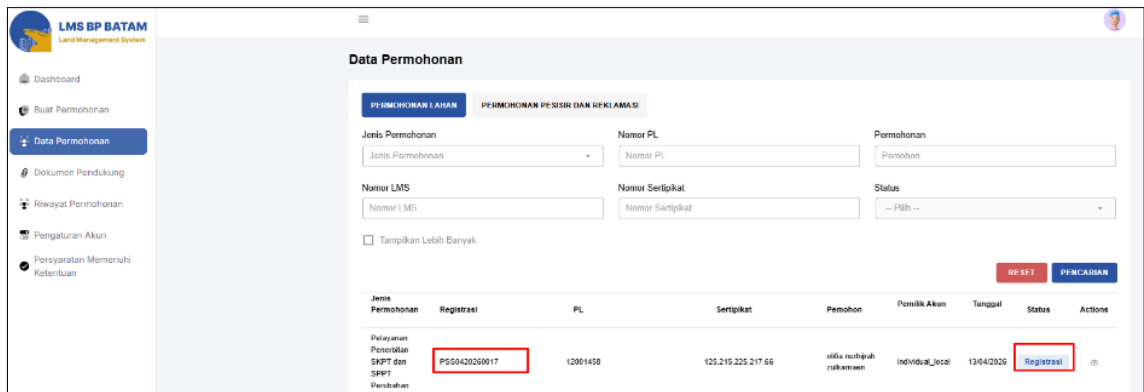 LMS BP BATAM
Land Management System
Dashboard
Buat Permohonan
Data Permohonan
Dokumen Pendukung
Riwayat Permohonan
Pengaturan Akun
Persyaratan Memenuhi
Ketentuan
Data Permohonan
PERMOHONAN LAHAN PERMOHONAN PESISIR DAN REKLAMASI
Jenis Permohonan Nomor PL Permohonan
Jenis Permohonan Nomor PL Pemohon
Nomor LMS Nomor Sertipikat Status
Nomor LMS Nomor Sertipikat -- Pilih --
Tampilkan Lebih Banyak
RESET PENCARIAN
Jenis
Permohonan Registrasi PL Sertipikat Pemohon Pemilik Akun Tanggal Status Actions
Pelayanan
Penerbitan
SKPT dan
SPPT
Perubahan
PSS0420260017 12001458 125.215.225.217.66
olifia nurhijrah
zulkarnaen
individual_local 13/04/2026 Registrasi